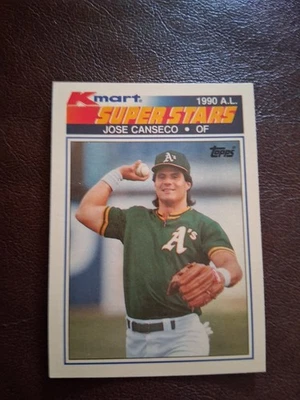 Kmart 1990 A.L.
SUPER STARS
JOSE CANSECO • OF
Topps
A's
A's